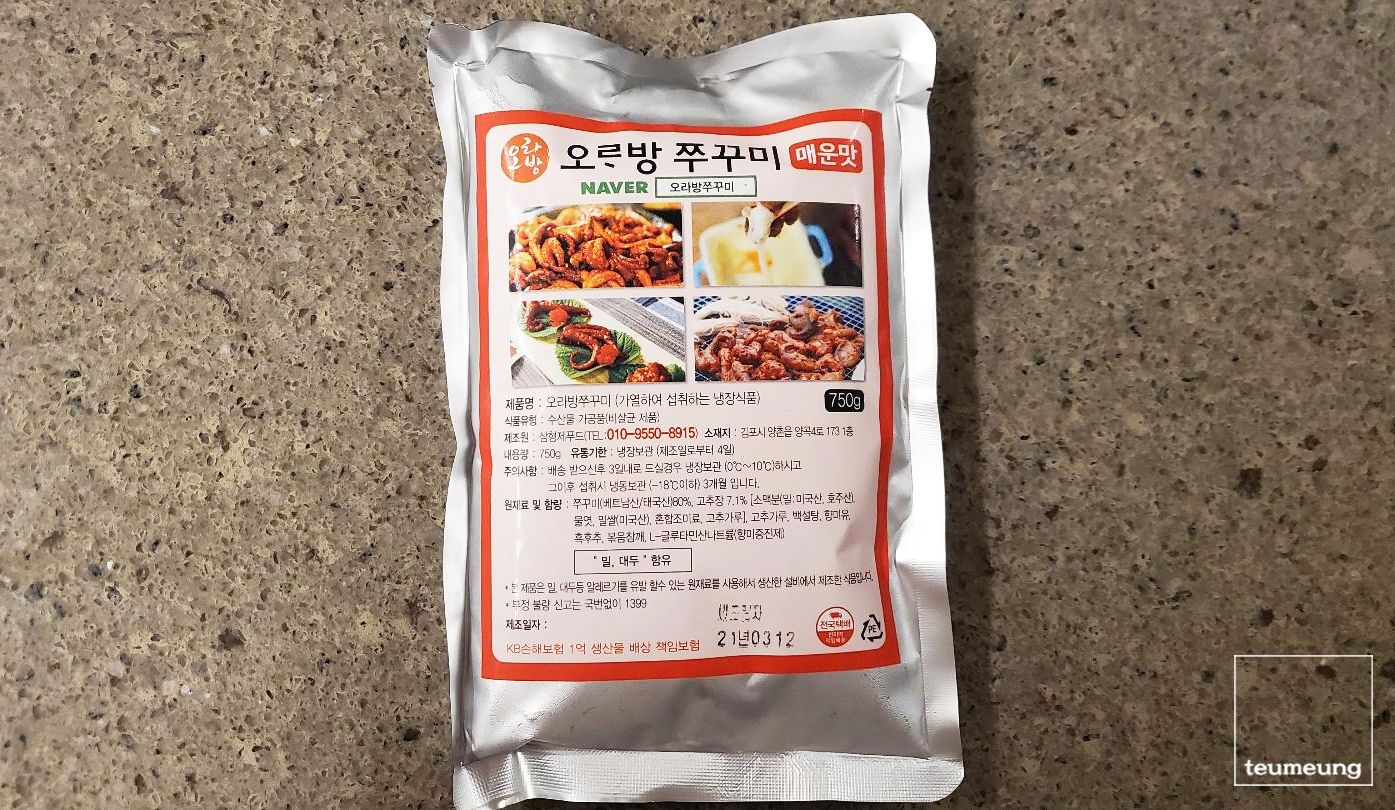 오라방
오라방 쭈꾸미 매운맛
NAVER 오라방쭈꾸미
제품명 : 오라방쭈꾸미 (가열하여 섭취하는 냉장식품)
750g
식품유형 : 수산물 가공품(비살균 제품)
제조원 : 삼형제푸드(TEL:010-9550-8915) 소재지 : 김포시 양촌읍 양곡4로 173 1층
내용량 : 750g 유통기한 : 냉장보관 (제조일로부터 4일)
주의사항 : 배송 받으신후 3일내로 드실경우 냉장보관 (0℃~10℃)하시고
그이후 섭취시 냉동보관 (-18℃이하) 3개월 입니다.
원재료 및 함량 : 쭈꾸미(베트남산/태국산)80%, 고추장 7.1% [소맥분(밀:미국산, 호주산),
물엿, 밀쌀(미국산), 혼합조미료, 고추가루], 고추가루, 백설탕, 향미유,
흑후추, 볶음참깨, L-글루타민산나트륨(향미증진제)
" 밀, 대두 " 함유
* 본 제품은 밀, 대두등 알레르기를 유발 할수 있는 원재료를 사용해서 생산한 설비에서 제조한 식품입니다.
* 부정 불량 신고는 국번없이 1399
제조일자 :
21년0312
전국택배
PE
KB손해보험 1억 생산물 배상 책임보험
teumeung